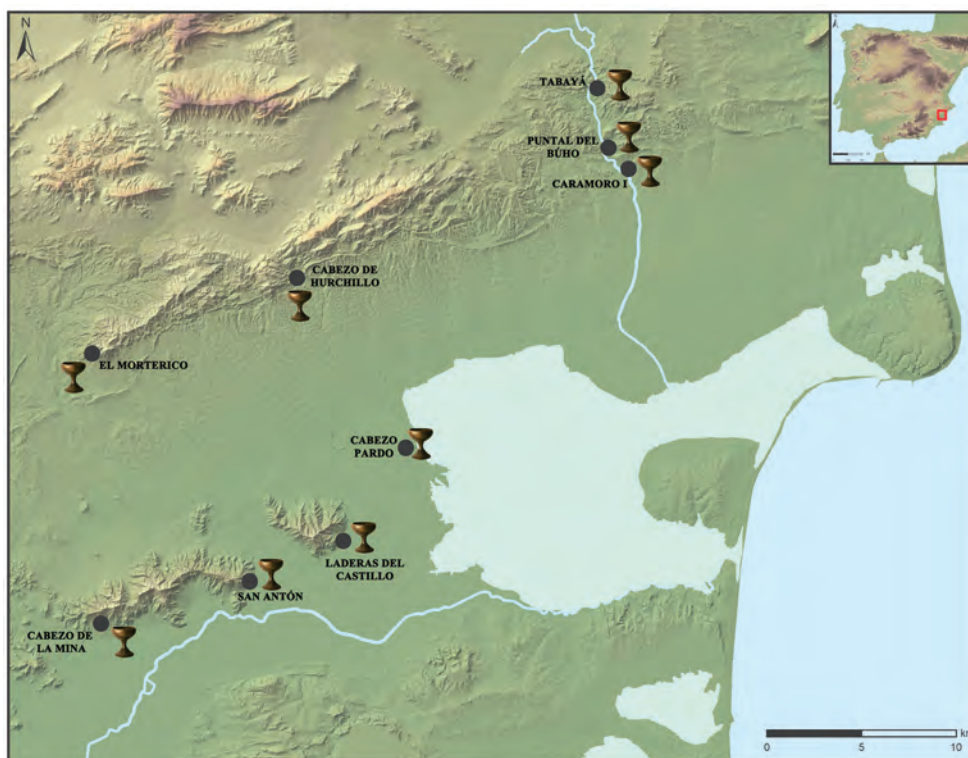 N
TABAYÁ
PUNTAL DEL
BÚHO
CARAMORO I
CABEZO DE
HURCHILLO
EL MORTERICO
CABEZO
PARDO
LADERAS DEL
CASTILLO
SAN ANTÓN
CABEZO DE
LA MINA
km
0 5 10